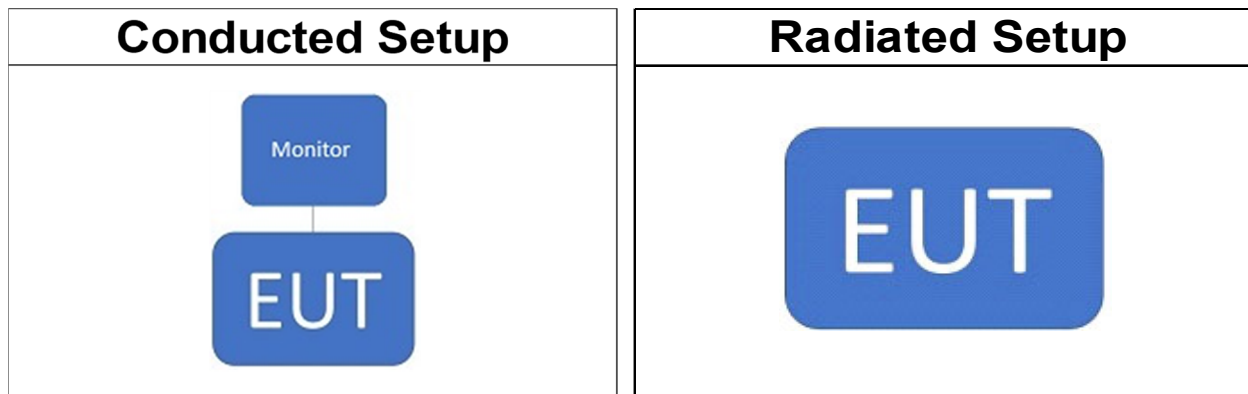 Conducted Setup
Monitor
EUT
Radiated Setup
EUT